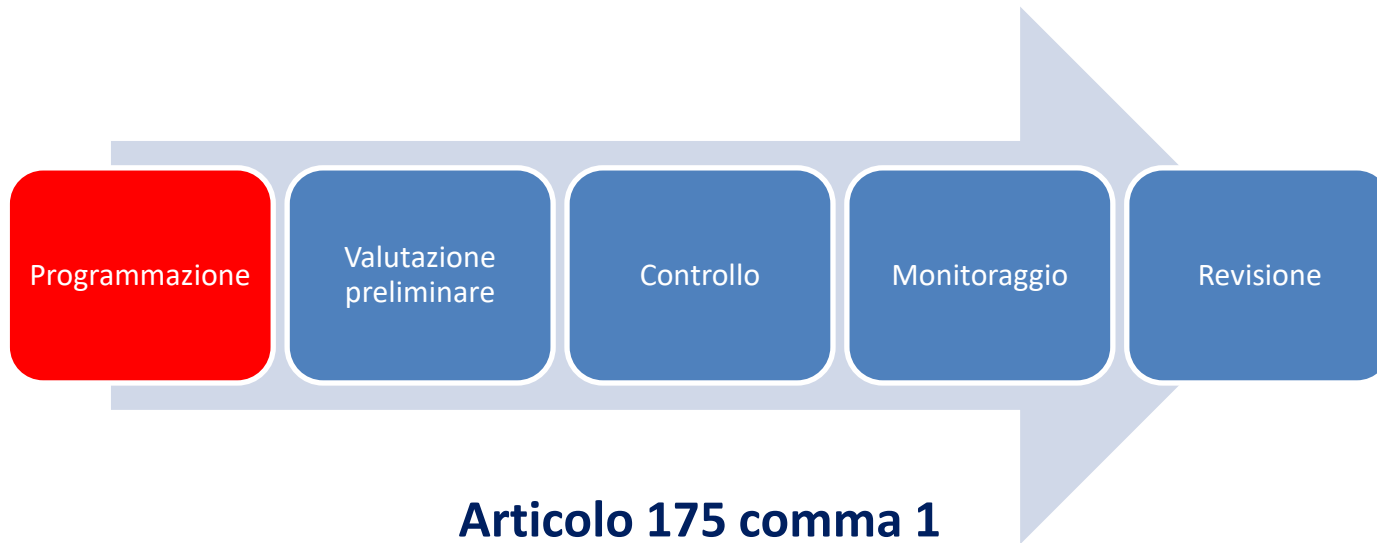 Programmazione
Valutazione
preliminare
Controllo
Monitoraggio
Revisione
Articolo 175 comma 1